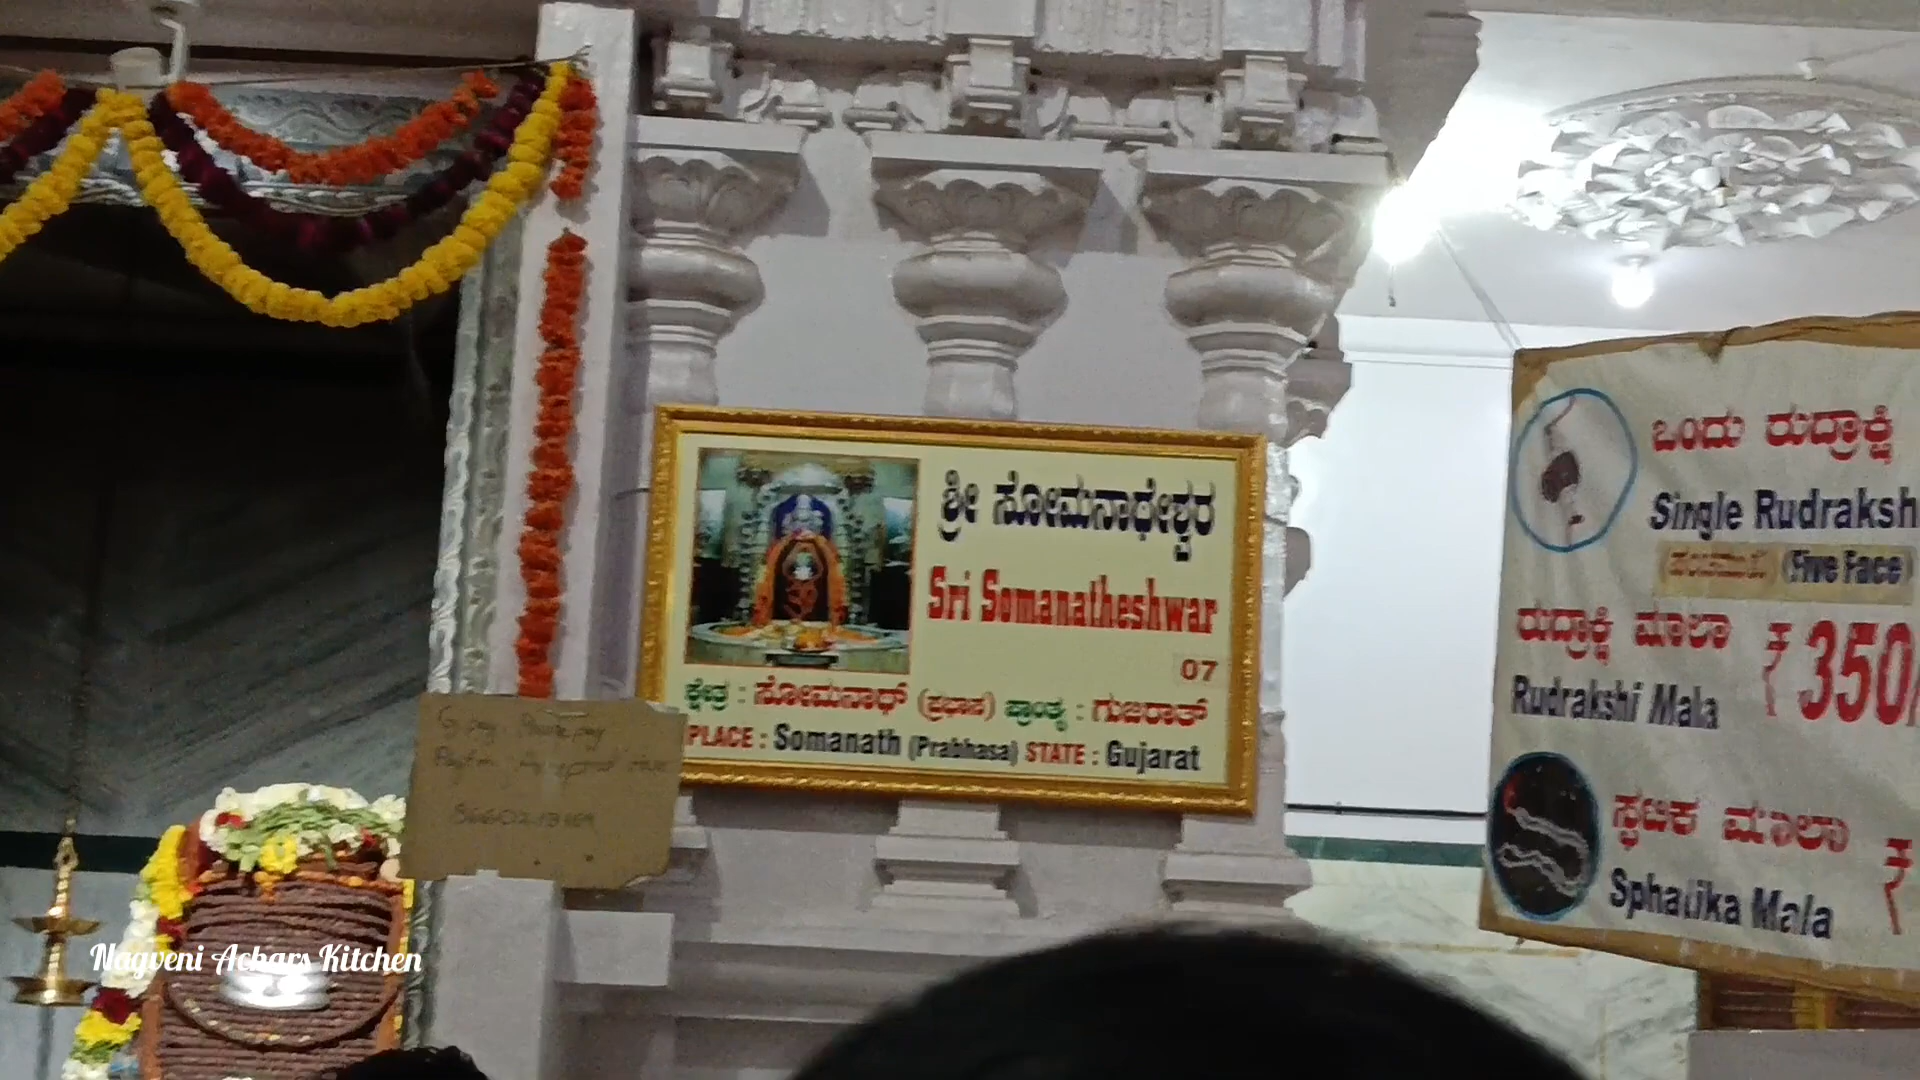 ಶ್ರೀ ಸೋಮನಾಥೇಶ್ವರ
Sri Somanatheshwar
07
ಕ್ಷೇತ್ರ : ಸೋಮನಾಥ್ (ಪ್ರಭಾಸ) ಪ್ರಾಂತ್ಯ : ಗುಜರಾತ್
PLACE : Somanath (Prabhasa) STATE : Gujarat
ಒಂದು ರುದ್ರಾಕ್ಷಿ
Single Rudraksh
(Five Face)
ರುದ್ರಾಕ್ಷಿ ಮಾಲಾ ₹ 350/
Rudrakshi Mala
ಸ್ಪಟಿಕ ಮಾಲಾ ₹
Sphatika Mala
Nagveni Achars Kitchen